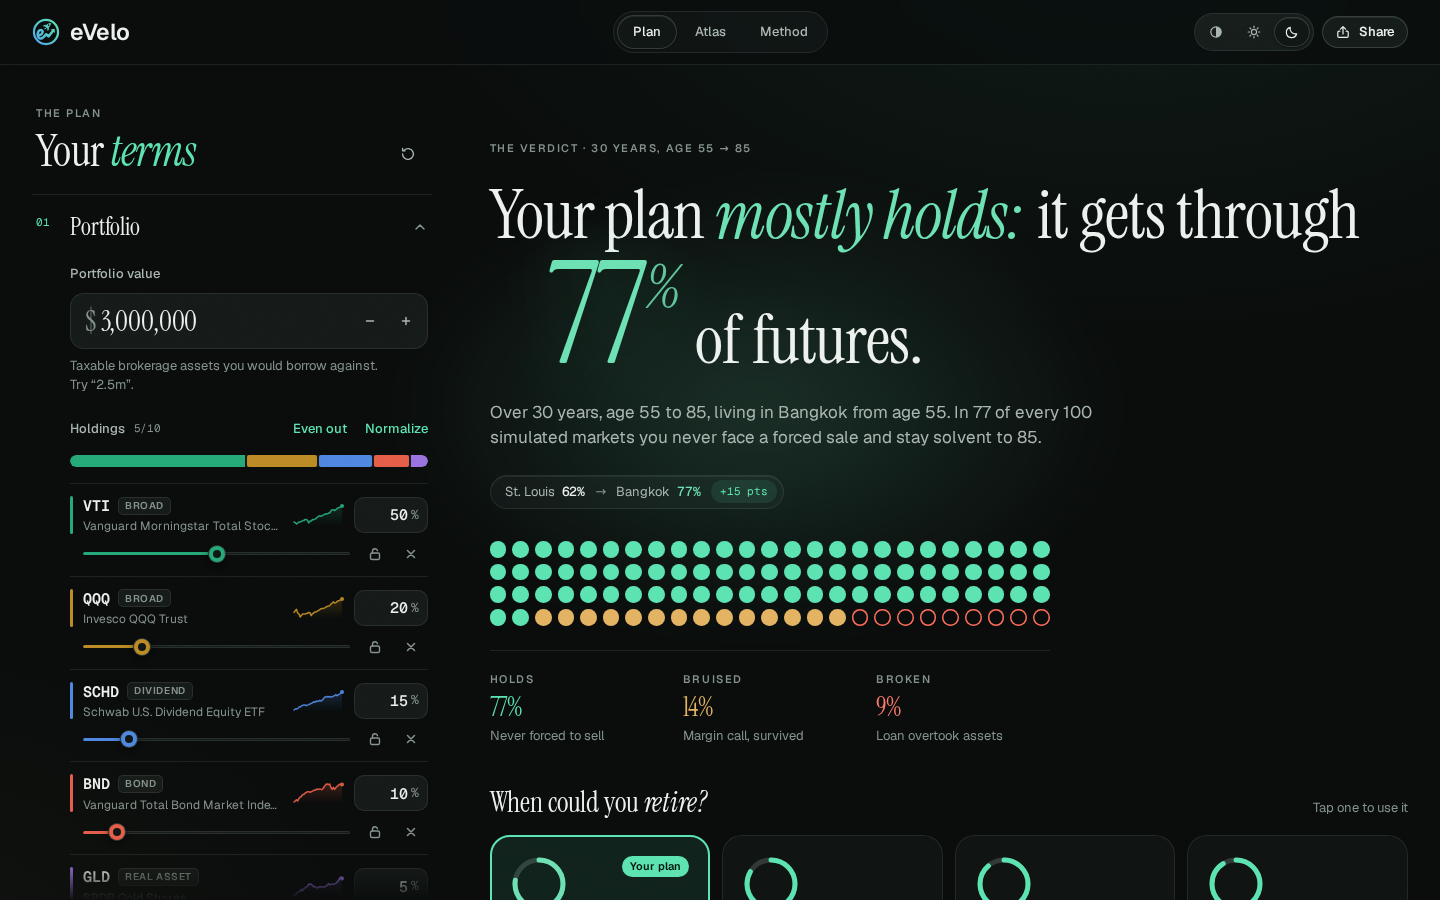 eVelo
Plan
Atlas
Method
Share
THE PLAN
Your terms
01
Portfolio
Portfolio value
$ 3,000,000
− +
Taxable brokerage assets you would borrow against.
Try “2.5m”.
Holdings 5/10
Even out
Normalize
VTI BROAD
Vanguard Morningstar Total Stoc...
50 %
QQQ BROAD
Invesco QQQ Trust
20 %
SCHD DIVIDEND
Schwab U.S. Dividend Equity ETF
15 %
BND BOND
Vanguard Total Bond Market Inde...
10 %
GLD REAL ASSET
5 %
THE VERDICT · 30 YEARS, AGE 55 → 85
Your plan mostly holds: it gets through
77% of futures.
Over 30 years, age 55 to 85, living in Bangkok from age 55. In 77 of every 100
simulated markets you never face a forced sale and stay solvent to 85.
St. Louis 62% → Bangkok 77% +15 pts
HOLDS
77%
Never forced to sell
BRUISED
14%
Margin call, survived
BROKEN
9%
Loan overtook assets
When could you retire?
Tap one to use it
Your plan